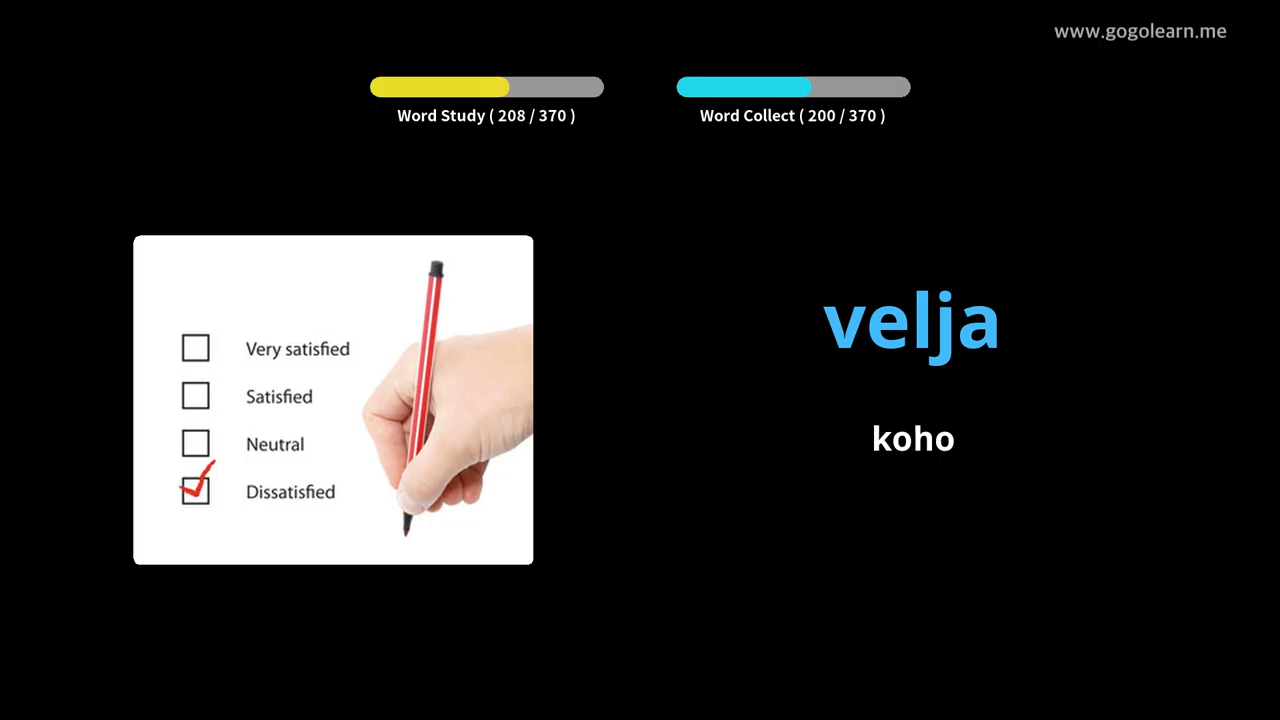 www.gogolearn.me
Word Study ( 208 / 370 )
Word Collect ( 200 / 370 )
Very satisfied
Satisfied
Neutral
Dissatisfied
velja
koho